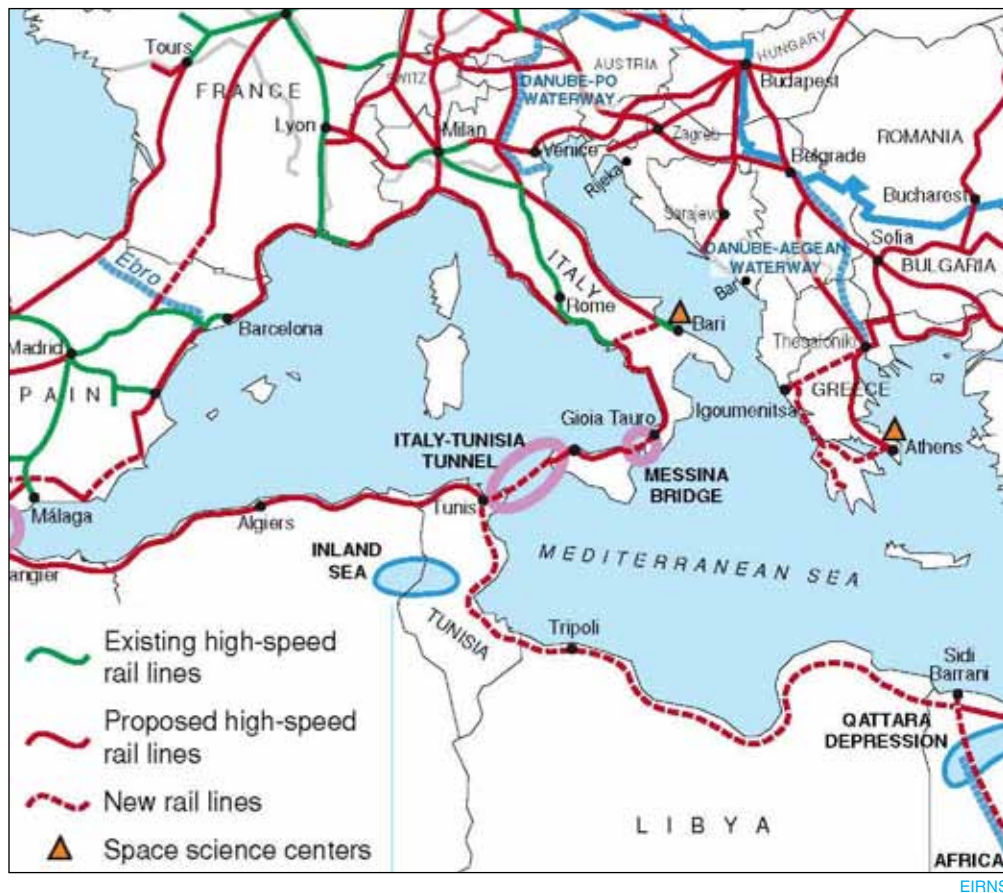 Tours
FRANCE
SWITZ
AUSTRIA
HUNGARY
Budapest
DANUBE-PO
WATERWAY
Lyon
Milan
Venice
Zagreb
Rijeka
ROMANIA
Belgrade
Bucharest
Sarajevo
DANUBE-AEGEAN
WATERWAY
Sofia
BULGARIA
Ebro
ITALY
Rome
Bar
Bari
Barcelona
Madrid
PAIN
Thessaloniki
GREECE
Igoumenitsa
Gioia Tauro
ITALY-TUNISIA
TUNNEL
MESSINA
BRIDGE
Athens
Málaga
Algiers
Tunis
angier
INLAND
SEA
MEDITERRANEAN SEA
TUNISIA
Tripoli
Sidi
Barrani
QATTARA
DEPRESSION
Existing high-speed
rail lines
Proposed high-speed
rail lines
New rail lines
Space science centers
LIBYA
AFRICA
EIRNS